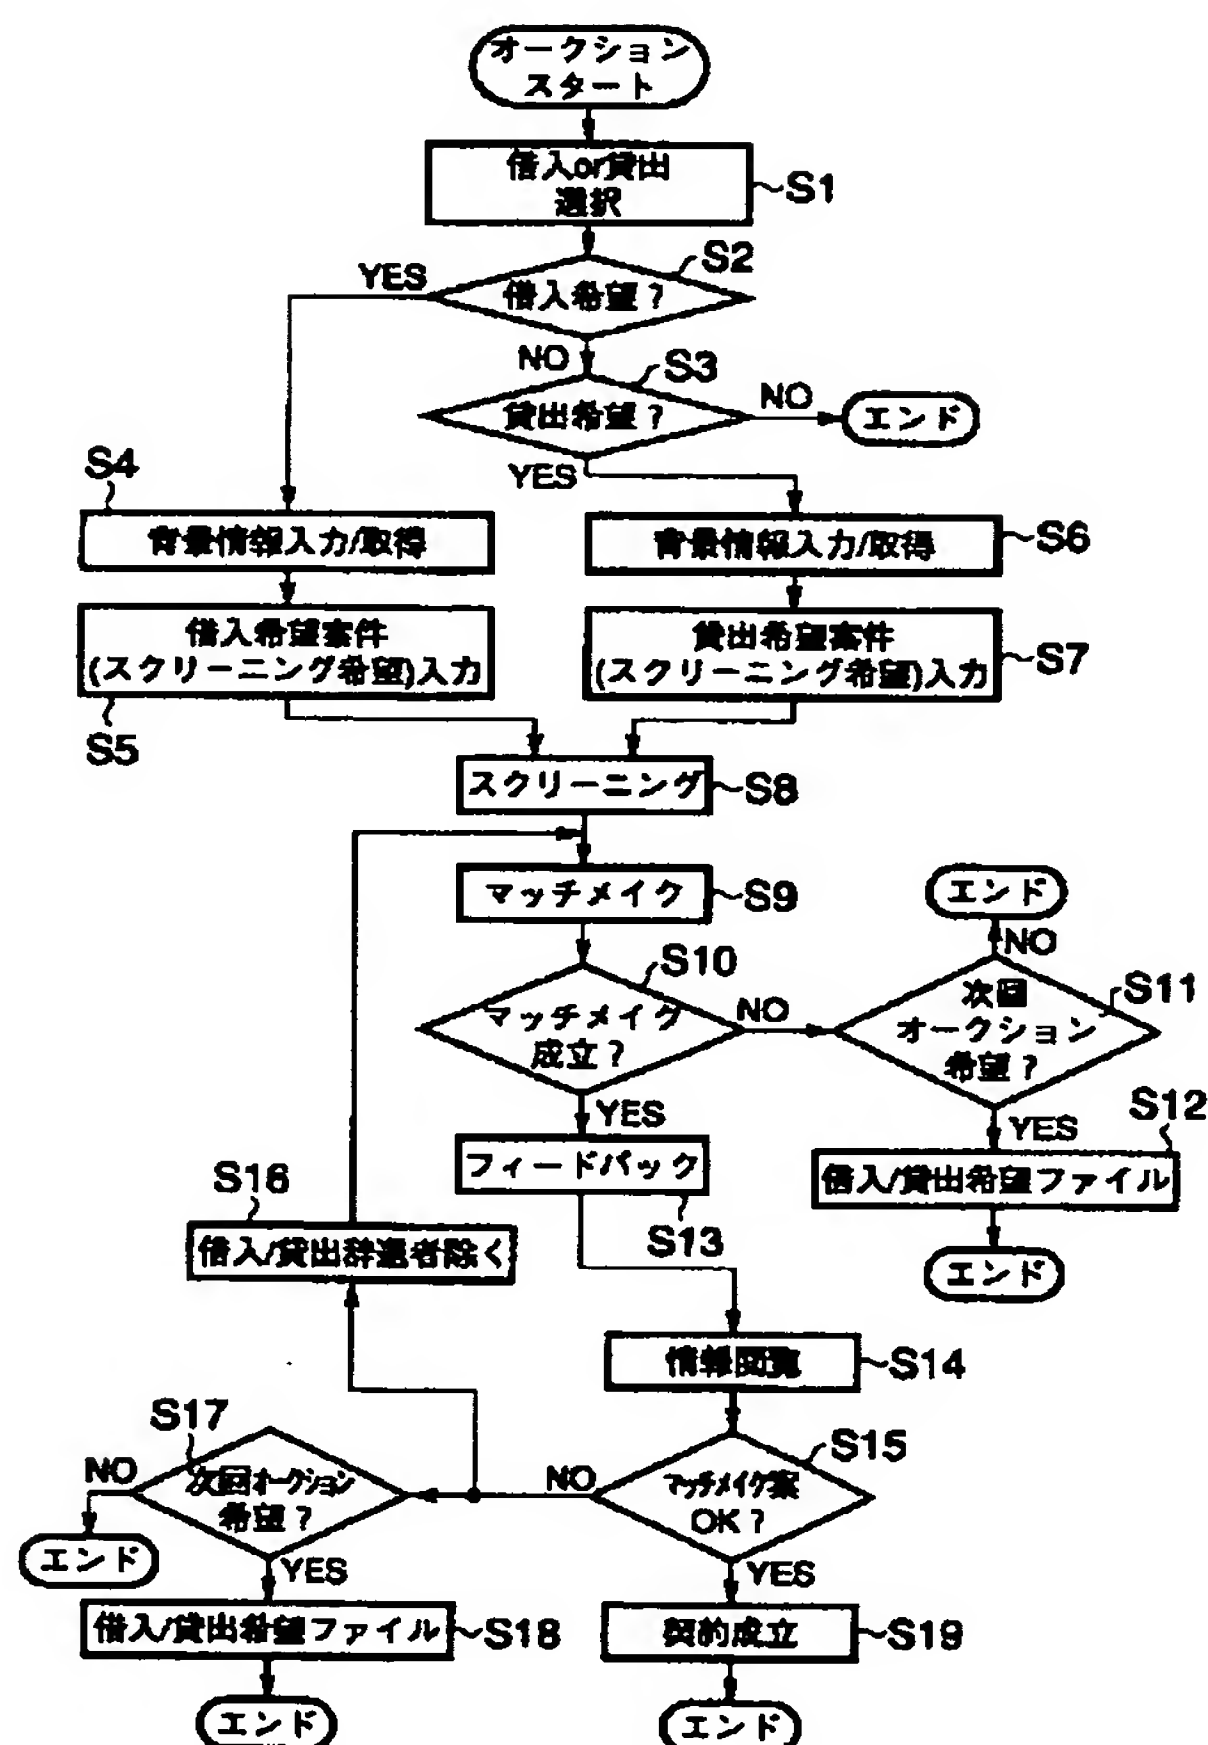 オークション
スタート
借入or貸出
選択
S1
S2
YES
借入希望？
NO
S3
貸出希望？
NO
エンド
YES
S4
背景情報入力/取得
背景情報入力/取得
S6
借入希望案件
(スクリーニング希望)入力
貸出希望案件
(スクリーニング希望)入力
S7
S5
スクリーニング
S8
マッチメイク
S9
エンド
NO
S10
マッチメイク
成立？
NO
次回
オークション
希望？
S11
YES
S12
YES
フィードバック
借入/貸出希望ファイル
S16
S13
借入/貸出辞退者除く
エンド
情報閲覧
S14
S17
S15
NO
次回オークション
希望？
NO
マッチメイク案
OK？
エンド
YES
YES
借入/貸出希望ファイル
S18
契約成立
S19
エンド
エンド